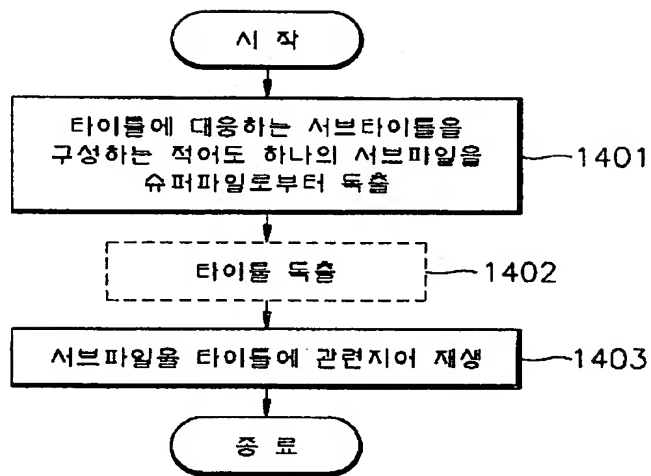 시 작
타이틀에 대응하는 서브타이틀을
구성하는 적어도 하나의 서브파일을
슈퍼파일로부터 독출
1401
타이틀 독출
1402
서브파일을 타이틀에 관련지어 재생
1403
종 료